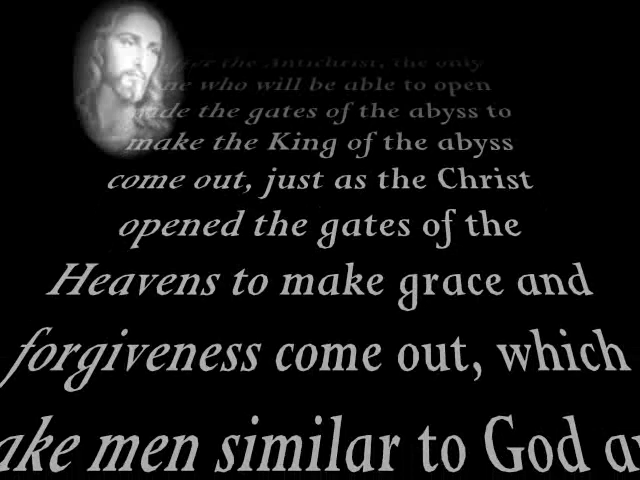 the Antichrist, the only
who will be able to open
the gates of the abyss to
make the King of the abyss
come out, just as the Christ
opened the gates of the
Heavens to make grace and
forgiveness come out, which
ake men similar to God a